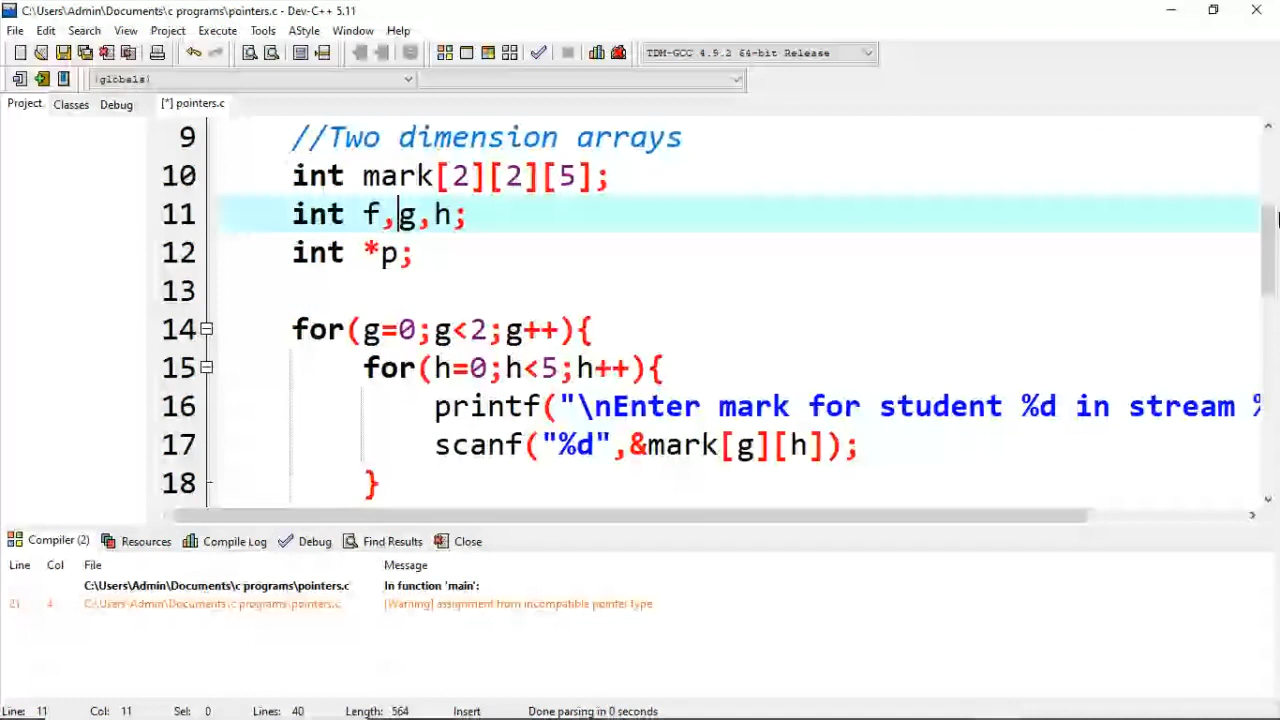 C:\Users\Admin\Documents\c programs\pointers.c - Dev-C++ 5.11
File Edit Search View Project Execute Tools AStyle Window Help
TDM-GCC 4.9.2 64-bit Release
(globals)
Project Classes Debug [*] pointers.c
9 //Two dimension arrays
10 int mark[2][2][5];
11 int f,g,h;
12 int *p;
13
14 for(g=0;g<2;g++){
15 for(h=0;h<5;h++){
16 printf("\nEnter mark for student %d in stream %
17 scanf("%d",&mark[g][h]);
18 }
Compiler (2) Resources Compile Log Debug Find Results Close
Line Col File Message
C:\Users\Admin\Documents\c programs\pointers.c In function 'main':
21 4 C:\Users\Admin\Documents\c programs\pointers.c [Warning] assignment from incompatible pointer type
Line: 11 Col: 11 Sel: 0 Lines: 40 Length: 564 Insert Done parsing in 0 seconds